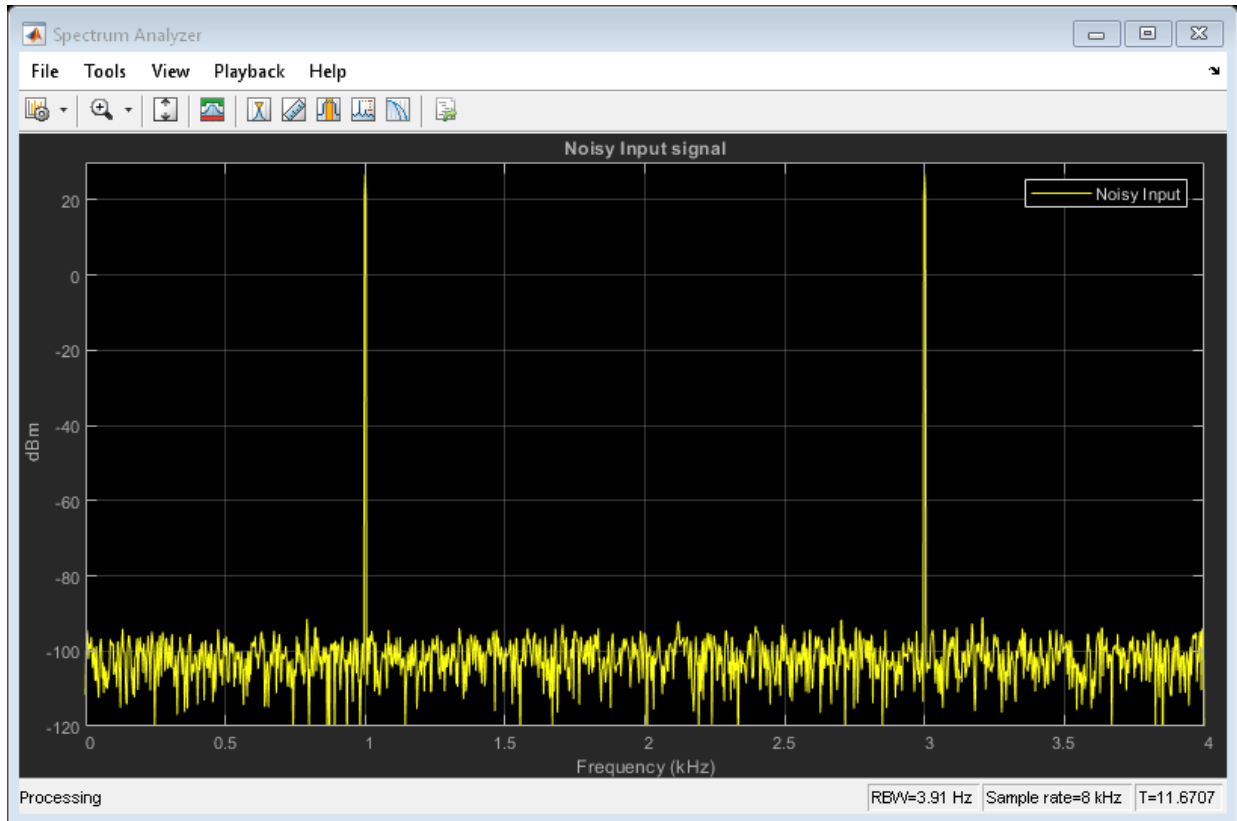 Spectrum Analyzer
File Tools View Playback Help
Noisy Input signal
Noisy Input
20
0
-20
-40
-60
-80
-100
-120
dBm
0 0.5 1 1.5 2 2.5 3 3.5 4
Frequency (kHz)
Processing RBW=3.91 Hz Sample rate=8 kHz T=11.6707